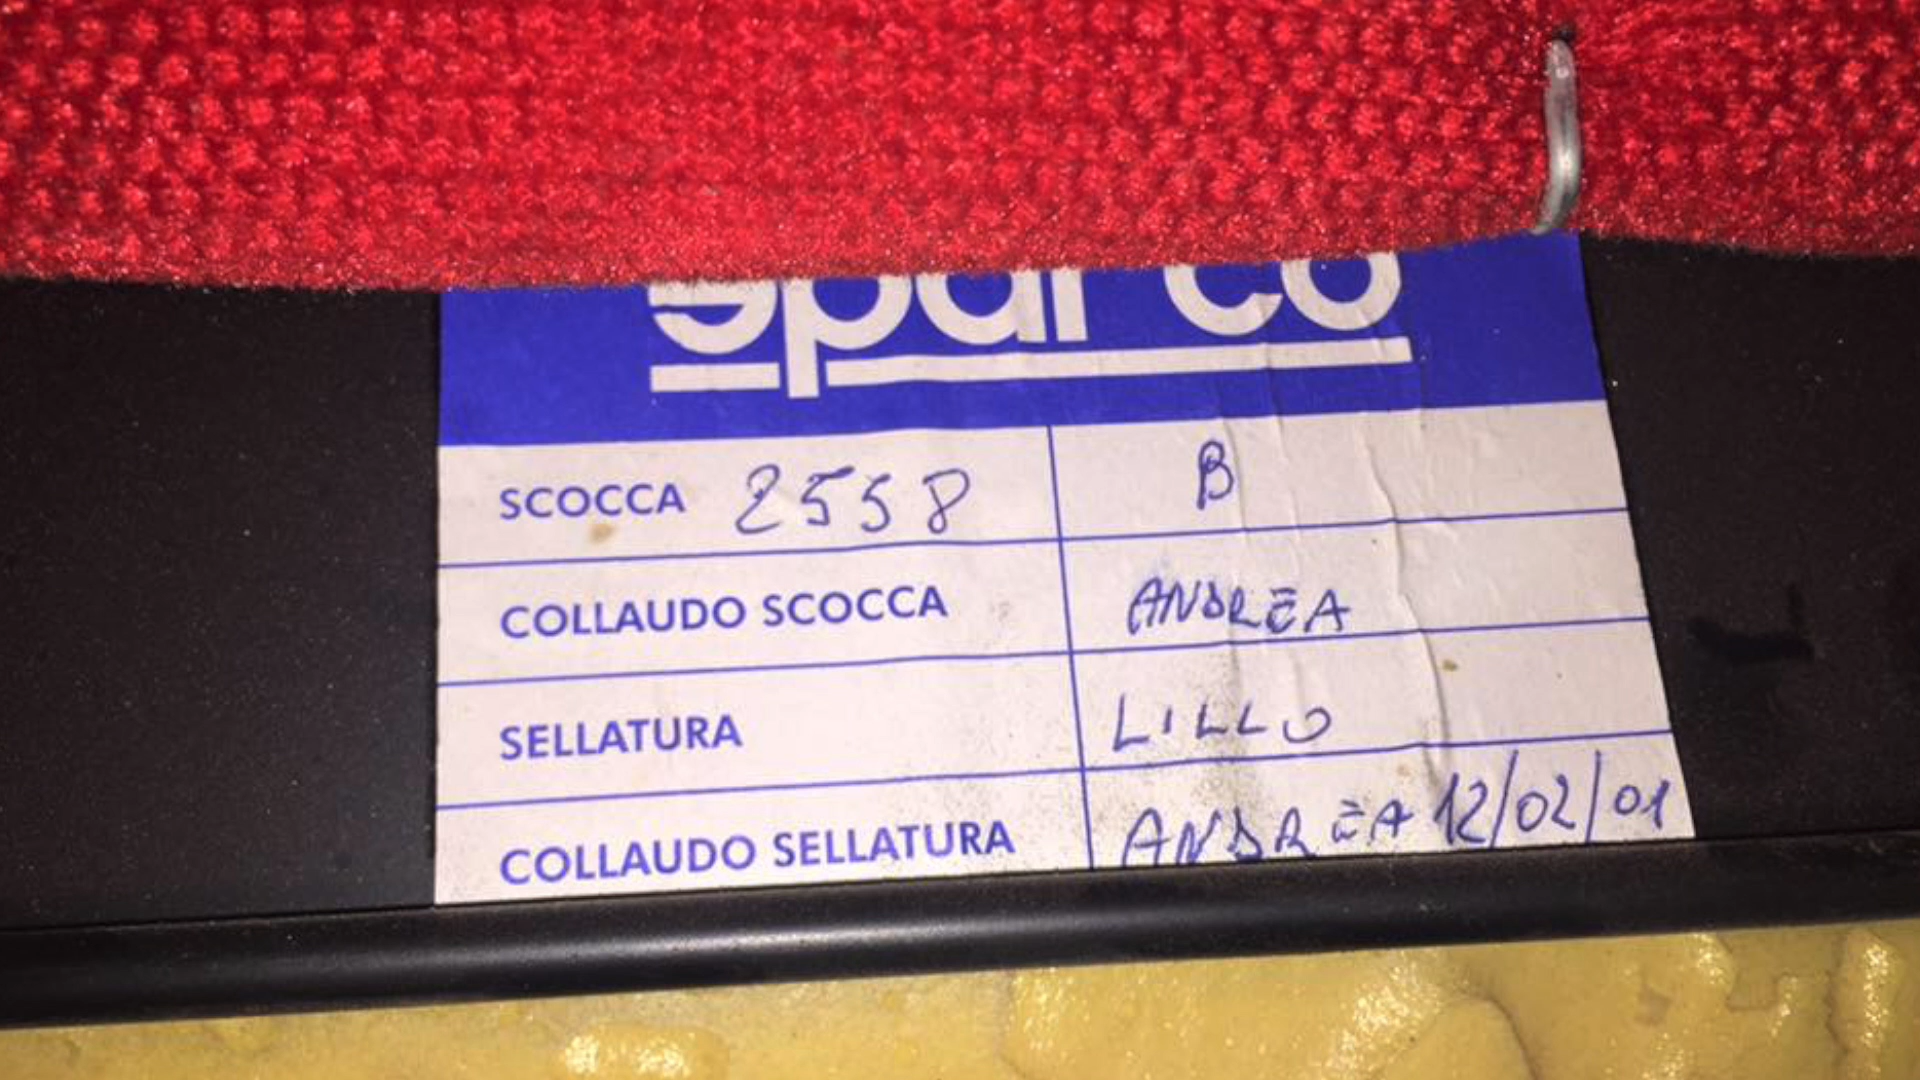 sparco
SCOCCA 2558 B
COLLAUDO SCOCCA ANDREA
SELLATURA LILLO
COLLAUDO SELLATURA ANDREA 12/02/01